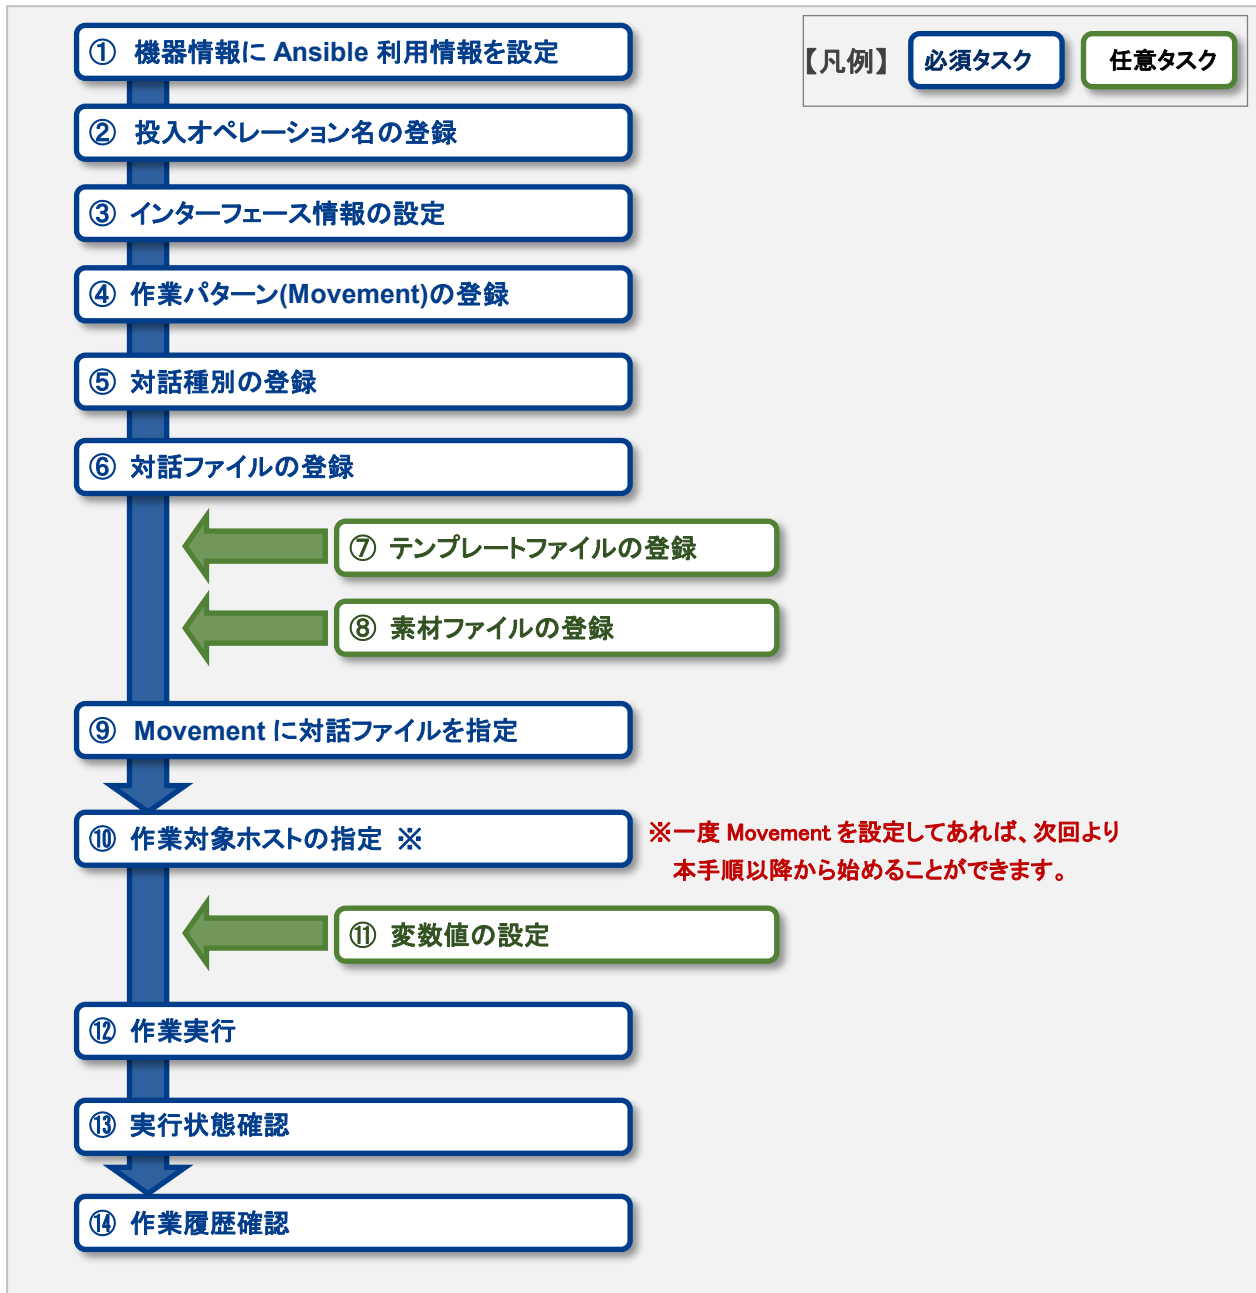 ① 機器情報に Ansible 利用情報を設定
【凡例】 必須タスク 任意タスク
② 投入オペレーション名の登録
③ インターフェース情報の設定
④ 作業パターン(Movement)の登録
⑤ 対話種別の登録
⑥ 対話ファイルの登録
⑦ テンプレートファイルの登録
⑧ 素材ファイルの登録
⑨ Movement に対話ファイルを指定
⑩ 作業対象ホストの指定 ※
※一度 Movement を設定してあれば、次回より
本手順以降から始めることができます。
⑪ 変数値の設定
⑫ 作業実行
⑬ 実行状態確認
⑭ 作業履歴確認